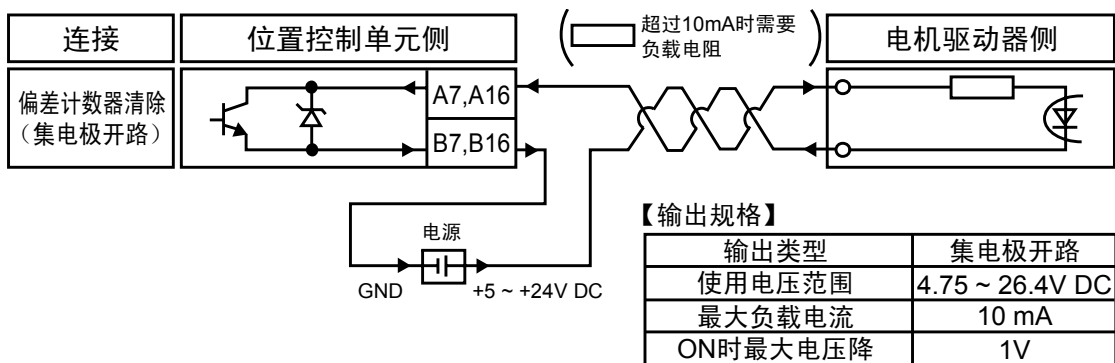 连接
位置控制单元侧
超过10mA时需要
负载电阻
电机驱动器侧
偏差计数器清除
（集电极开路）
A7,A16
B7,B16
电源
GND
+5 ~ +24V DC
【输出规格】
输出类型 集电极开路
使用电压范围 4.75 ~ 26.4V DC
最大负载电流 10 mA
ON时最大电压降 1V